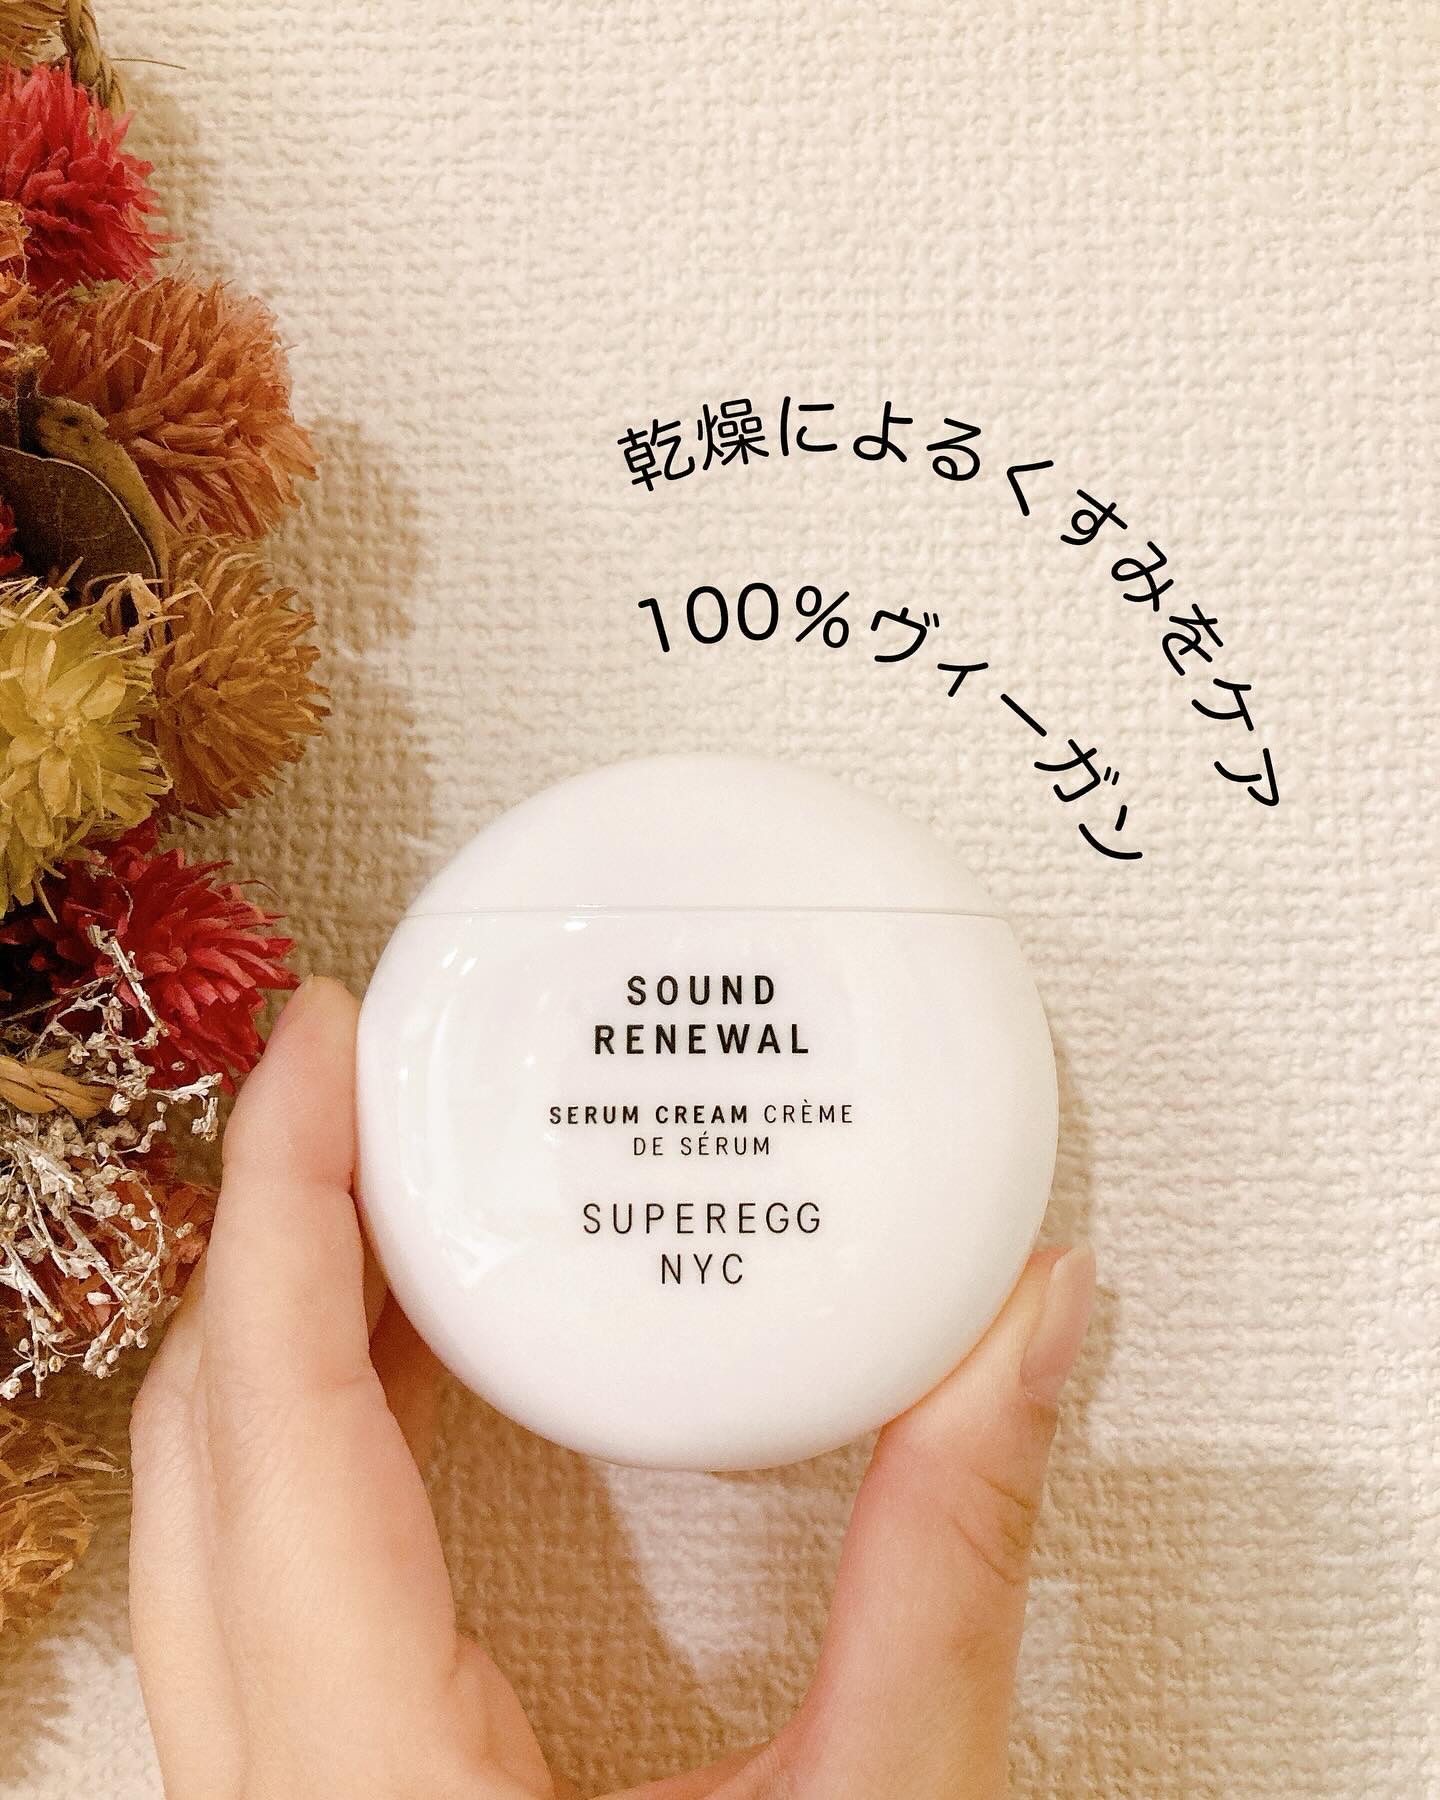 乾燥によるくすみをケア
100%ヴィーガン
SOUND
RENEWAL
SERUM CREAM CRÈME
DE SÉRUM
SUPEREGG
NYC